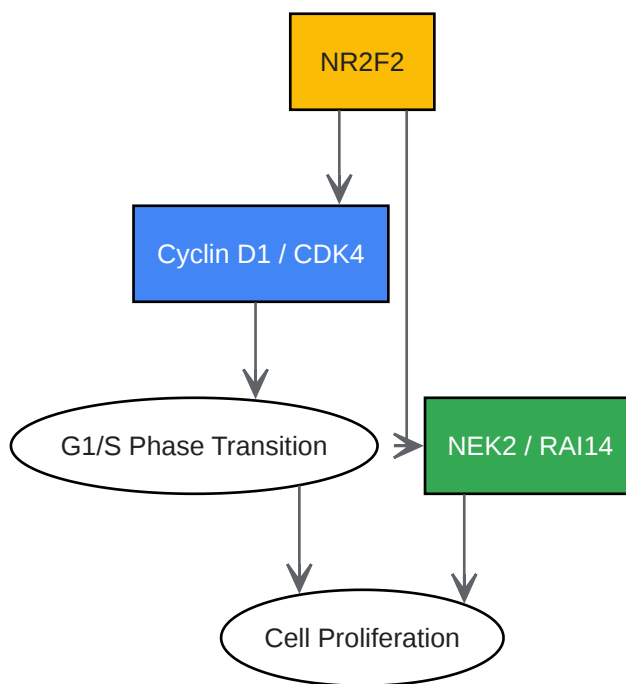 NR2F2
Cyclin D1 / CDK4
G1/S Phase Transition
NEK2 / RAI14
Cell Proliferation